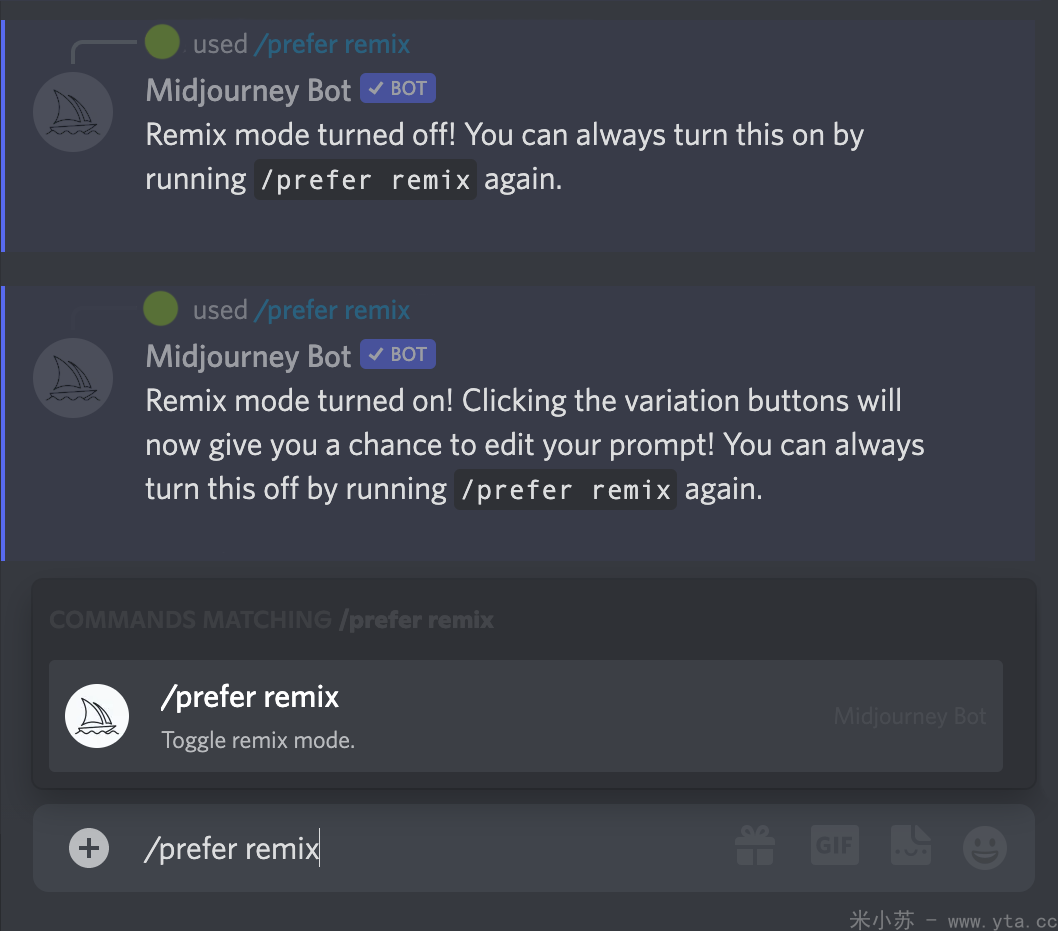 used /prefer remix
Midjourney Bot ✓ BOT
Remix mode turned off! You can always turn this on by
running /prefer remix again.
used /prefer remix
Midjourney Bot ✓ BOT
Remix mode turned on! Clicking the variation buttons will
now give you a chance to edit your prompt! You can always
turn this off by running /prefer remix again.
COMMANDS MATCHING /prefer remix
/prefer remix
Midjourney Bot
Toggle remix mode.
/prefer remix
GIF
米小苏 - www.yta.cc